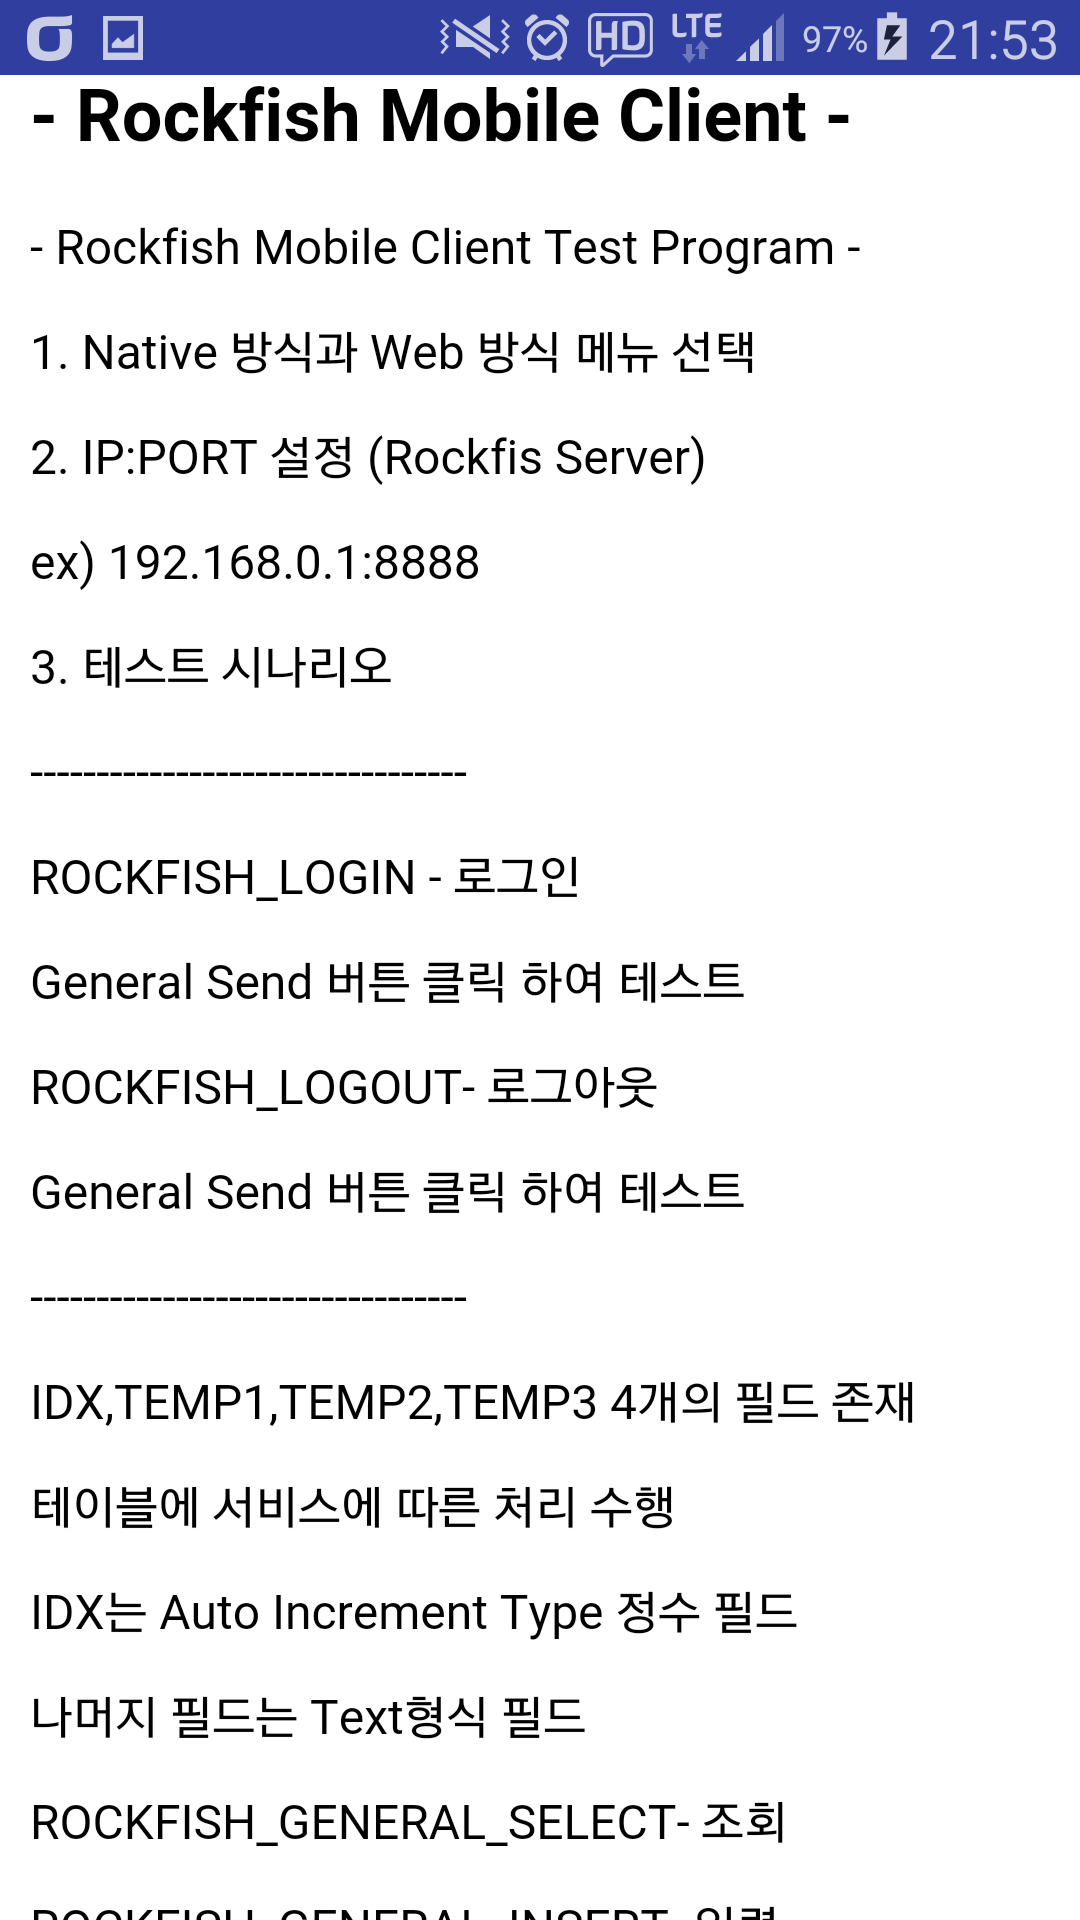 HD LTE 97% 21:53
- Rockfish Mobile Client -
- Rockfish Mobile Client Test Program -
1. Native 방식과 Web 방식 메뉴 선택
2. IP:PORT 설정 (Rockfis Server)
ex) 192.168.0.1:8888
3. 테스트 시나리오
---------------------------------
ROCKFISH_LOGIN - 로그인
General Send 버튼 클릭 하여 테스트
ROCKFISH_LOGOUT- 로그아웃
General Send 버튼 클릭 하여 테스트
---------------------------------
IDX,TEMP1,TEMP2,TEMP3 4개의 필드 존재
테이블에 서비스에 따른 처리 수행
IDX는 Auto Increment Type 정수 필드
나머지 필드는 Text형식 필드
ROCKFISH_GENERAL_SELECT- 조회
ROCKFISH_GENERAL_INSERT- 입력